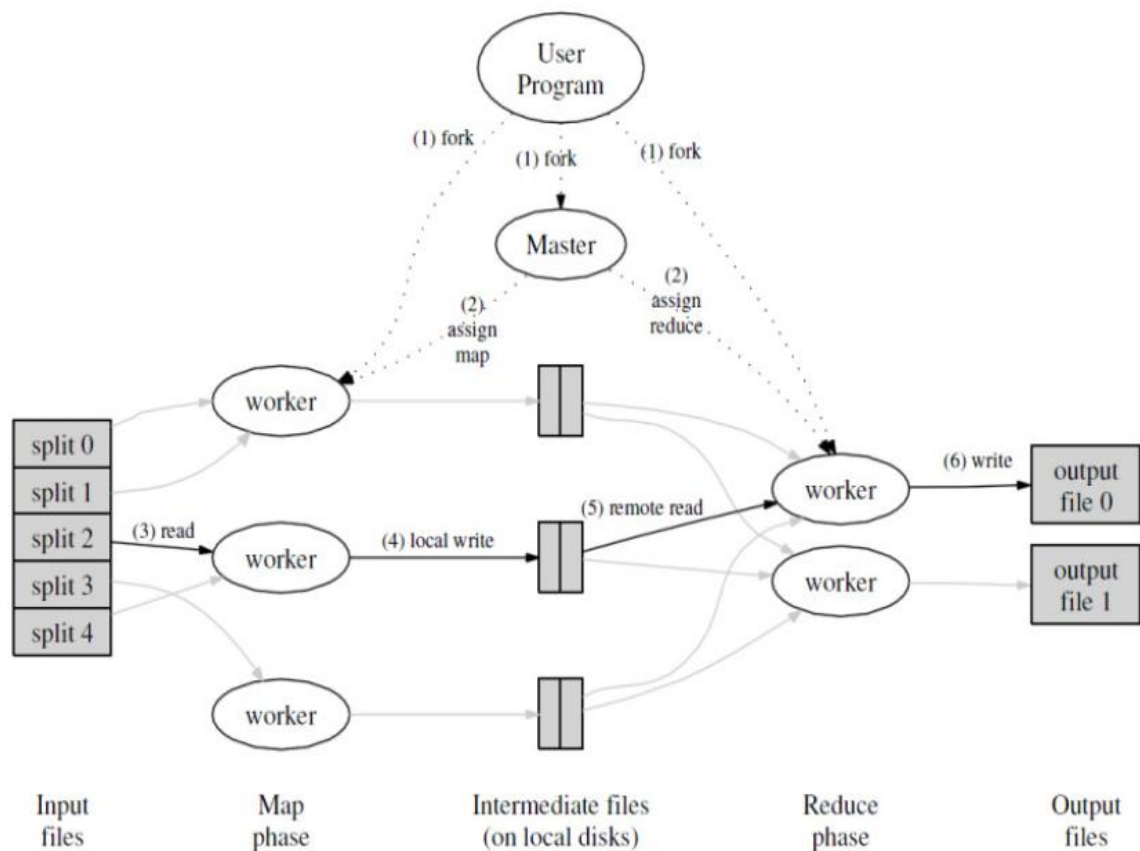 User
Program
(1) fork
(1) fork
(1) fork
Master
(2)
assign
map
(2)
assign
reduce
worker
split 0
split 1
split 2
split 3
split 4
(3) read
worker
(4) local write
(5) remote read
worker
(6) write
output
file 0
worker
output
file 1
worker
Input
files
Map
phase
Intermediate files
(on local disks)
Reduce
phase
Output
files